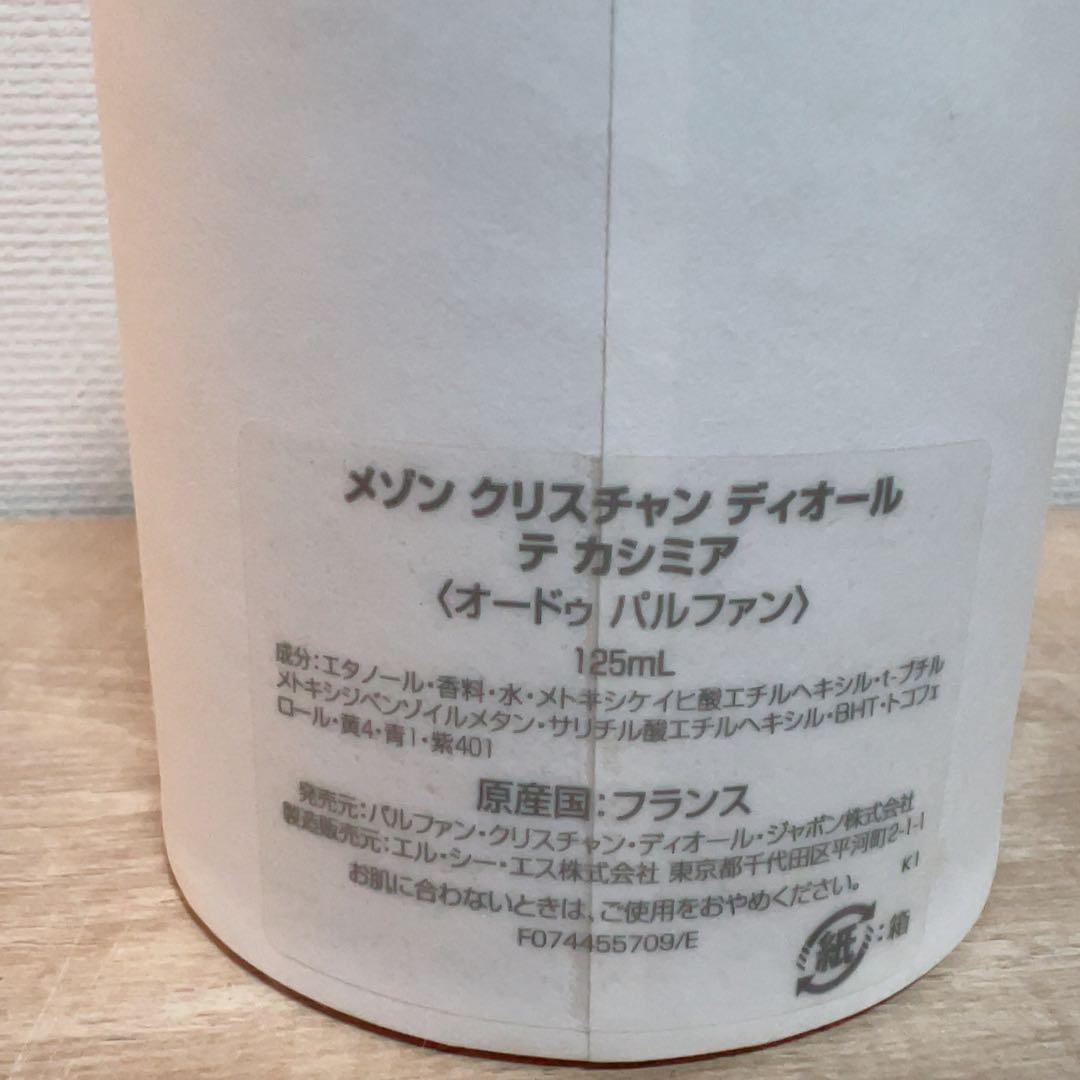 メゾン クリスチャン ディオール
テ カシミア
〈オードゥ パルファン〉
125mL
成分：エタノール・香料・水・メトキシケイヒ酸エチルヘキシル・t-ブチル
メトキシジベンゾイルメタン・サリチル酸エチルヘキシル・BHT・トコフェ
ロール・黄4・青1・紫401
原産国：フランス
発売元：パルファン・クリスチャン・ディオール・ジャポン株式会社
製造販売元：エル・シー・エス株式会社 東京都千代田区平河町2-1-1
K1
お肌に合わないときは、ご使用をおやめください。
F074455709/E
紙：箱